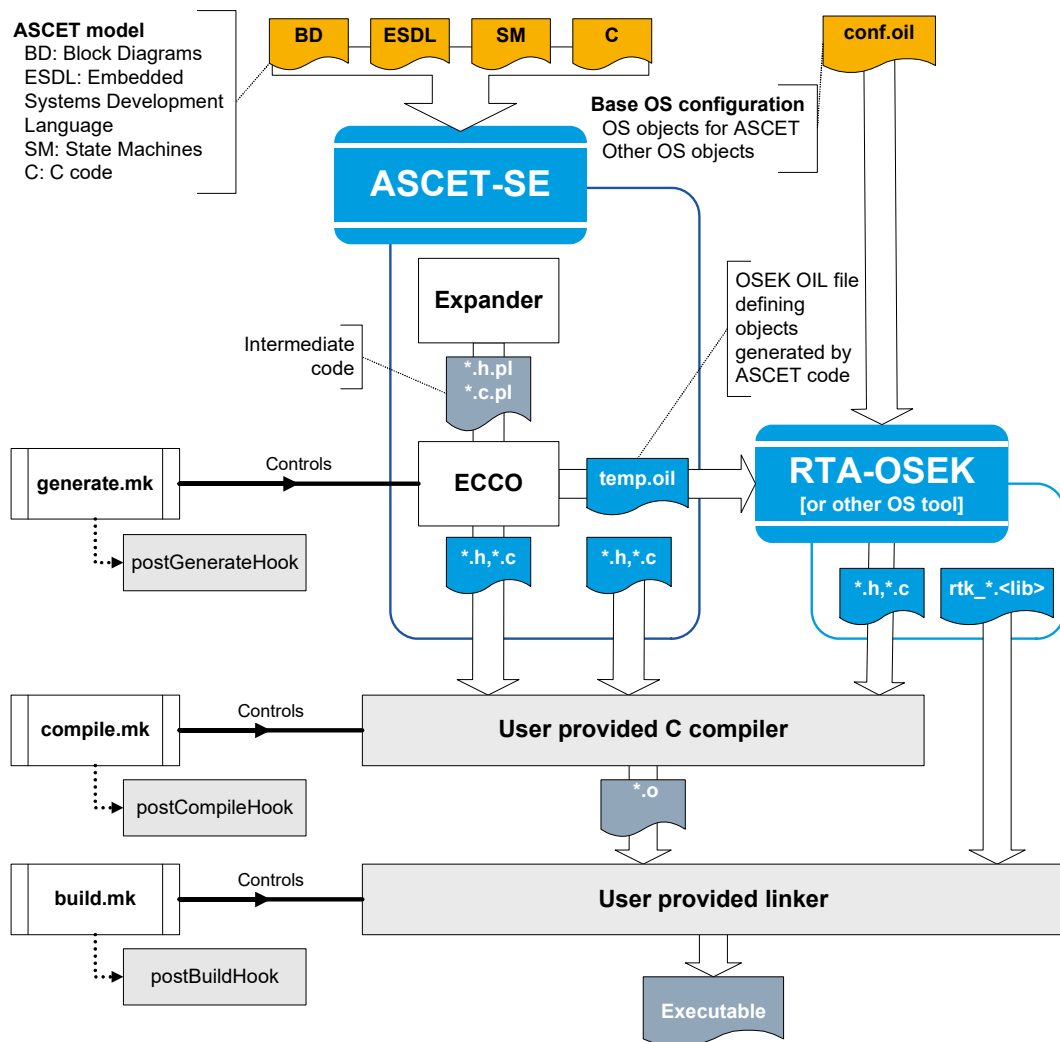 ASCET model
BD: Block Diagrams
ESDL: Embedded
Systems Development
Language
SM: State Machines
C: C code
BD
ESDL
SM
C
conf.oil
Base OS configuration
OS objects for ASCET
Other OS objects
ASCET-SE
Expander
Intermediate
code
*.h.pl
*.c.pl
OSEK OIL file
defining
objects
generated by
ASCET code
generate.mk
Controls
ECCO
temp.oil
RTA-OSEK
[or other OS tool]
postGenerateHook
*.h,*.c
*.h,*.c
*.h,*.c
rtk_*.<lib>
compile.mk
Controls
User provided C compiler
postCompileHook
*.o
build.mk
Controls
User provided linker
postBuildHook
Executable